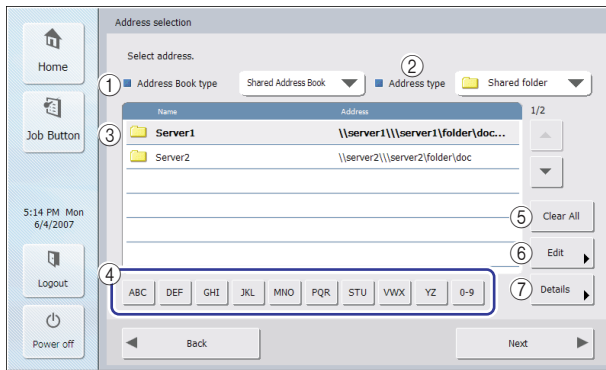 Address selection
Home
Select address.
① Address Book type Shared Address Book ② Address type Shared folder
Name Address 1/2
Job Button
③ Server1 \\server1\\\server1\folder\doc...
Server2 \\server2\\\server2\folder\doc
5:14 PM Mon
6/4/2007
⑤ Clear All
⑥ Edit
Logout
④ ABC DEF GHI JKL MNO PQR STU VWX YZ 0-9
⑦ Details
Power off
Back Next